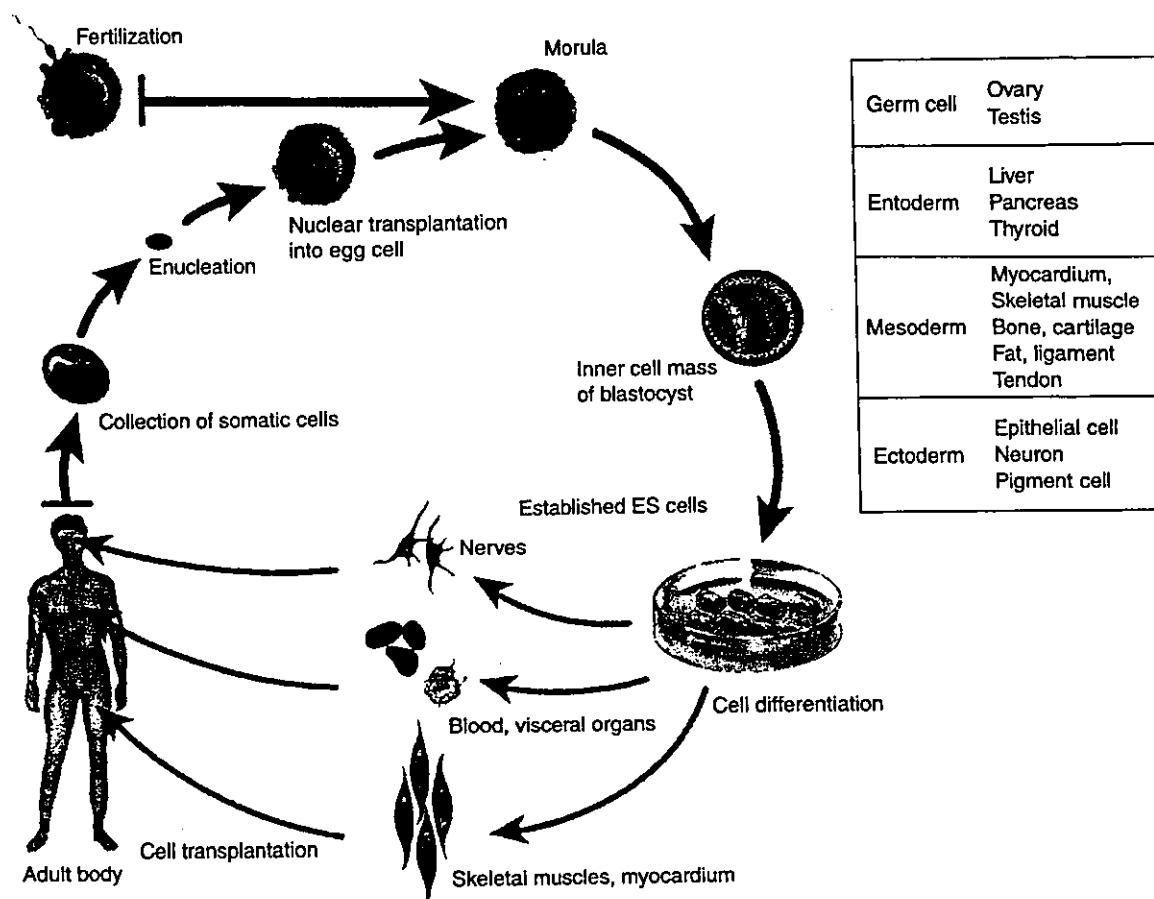 Fertilization
Morula
Nuclear transplantation
into egg cell
Enucleation
Collection of somatic cells
Inner cell mass
of blastocyst
Established ES cells
Nerves
Blood, visceral organs
Cell differentiation
Skeletal muscles, myocardium
Cell transplantation
Adult body
Germ cell
Ovary
Testis
Entoderm
Liver
Pancreas
Thyroid
Mesoderm
Myocardium,
Skeletal muscle
Bone, cartilage
Fat, ligament
Tendon
Ectoderm
Epithelial cell
Neuron
Pigment cell